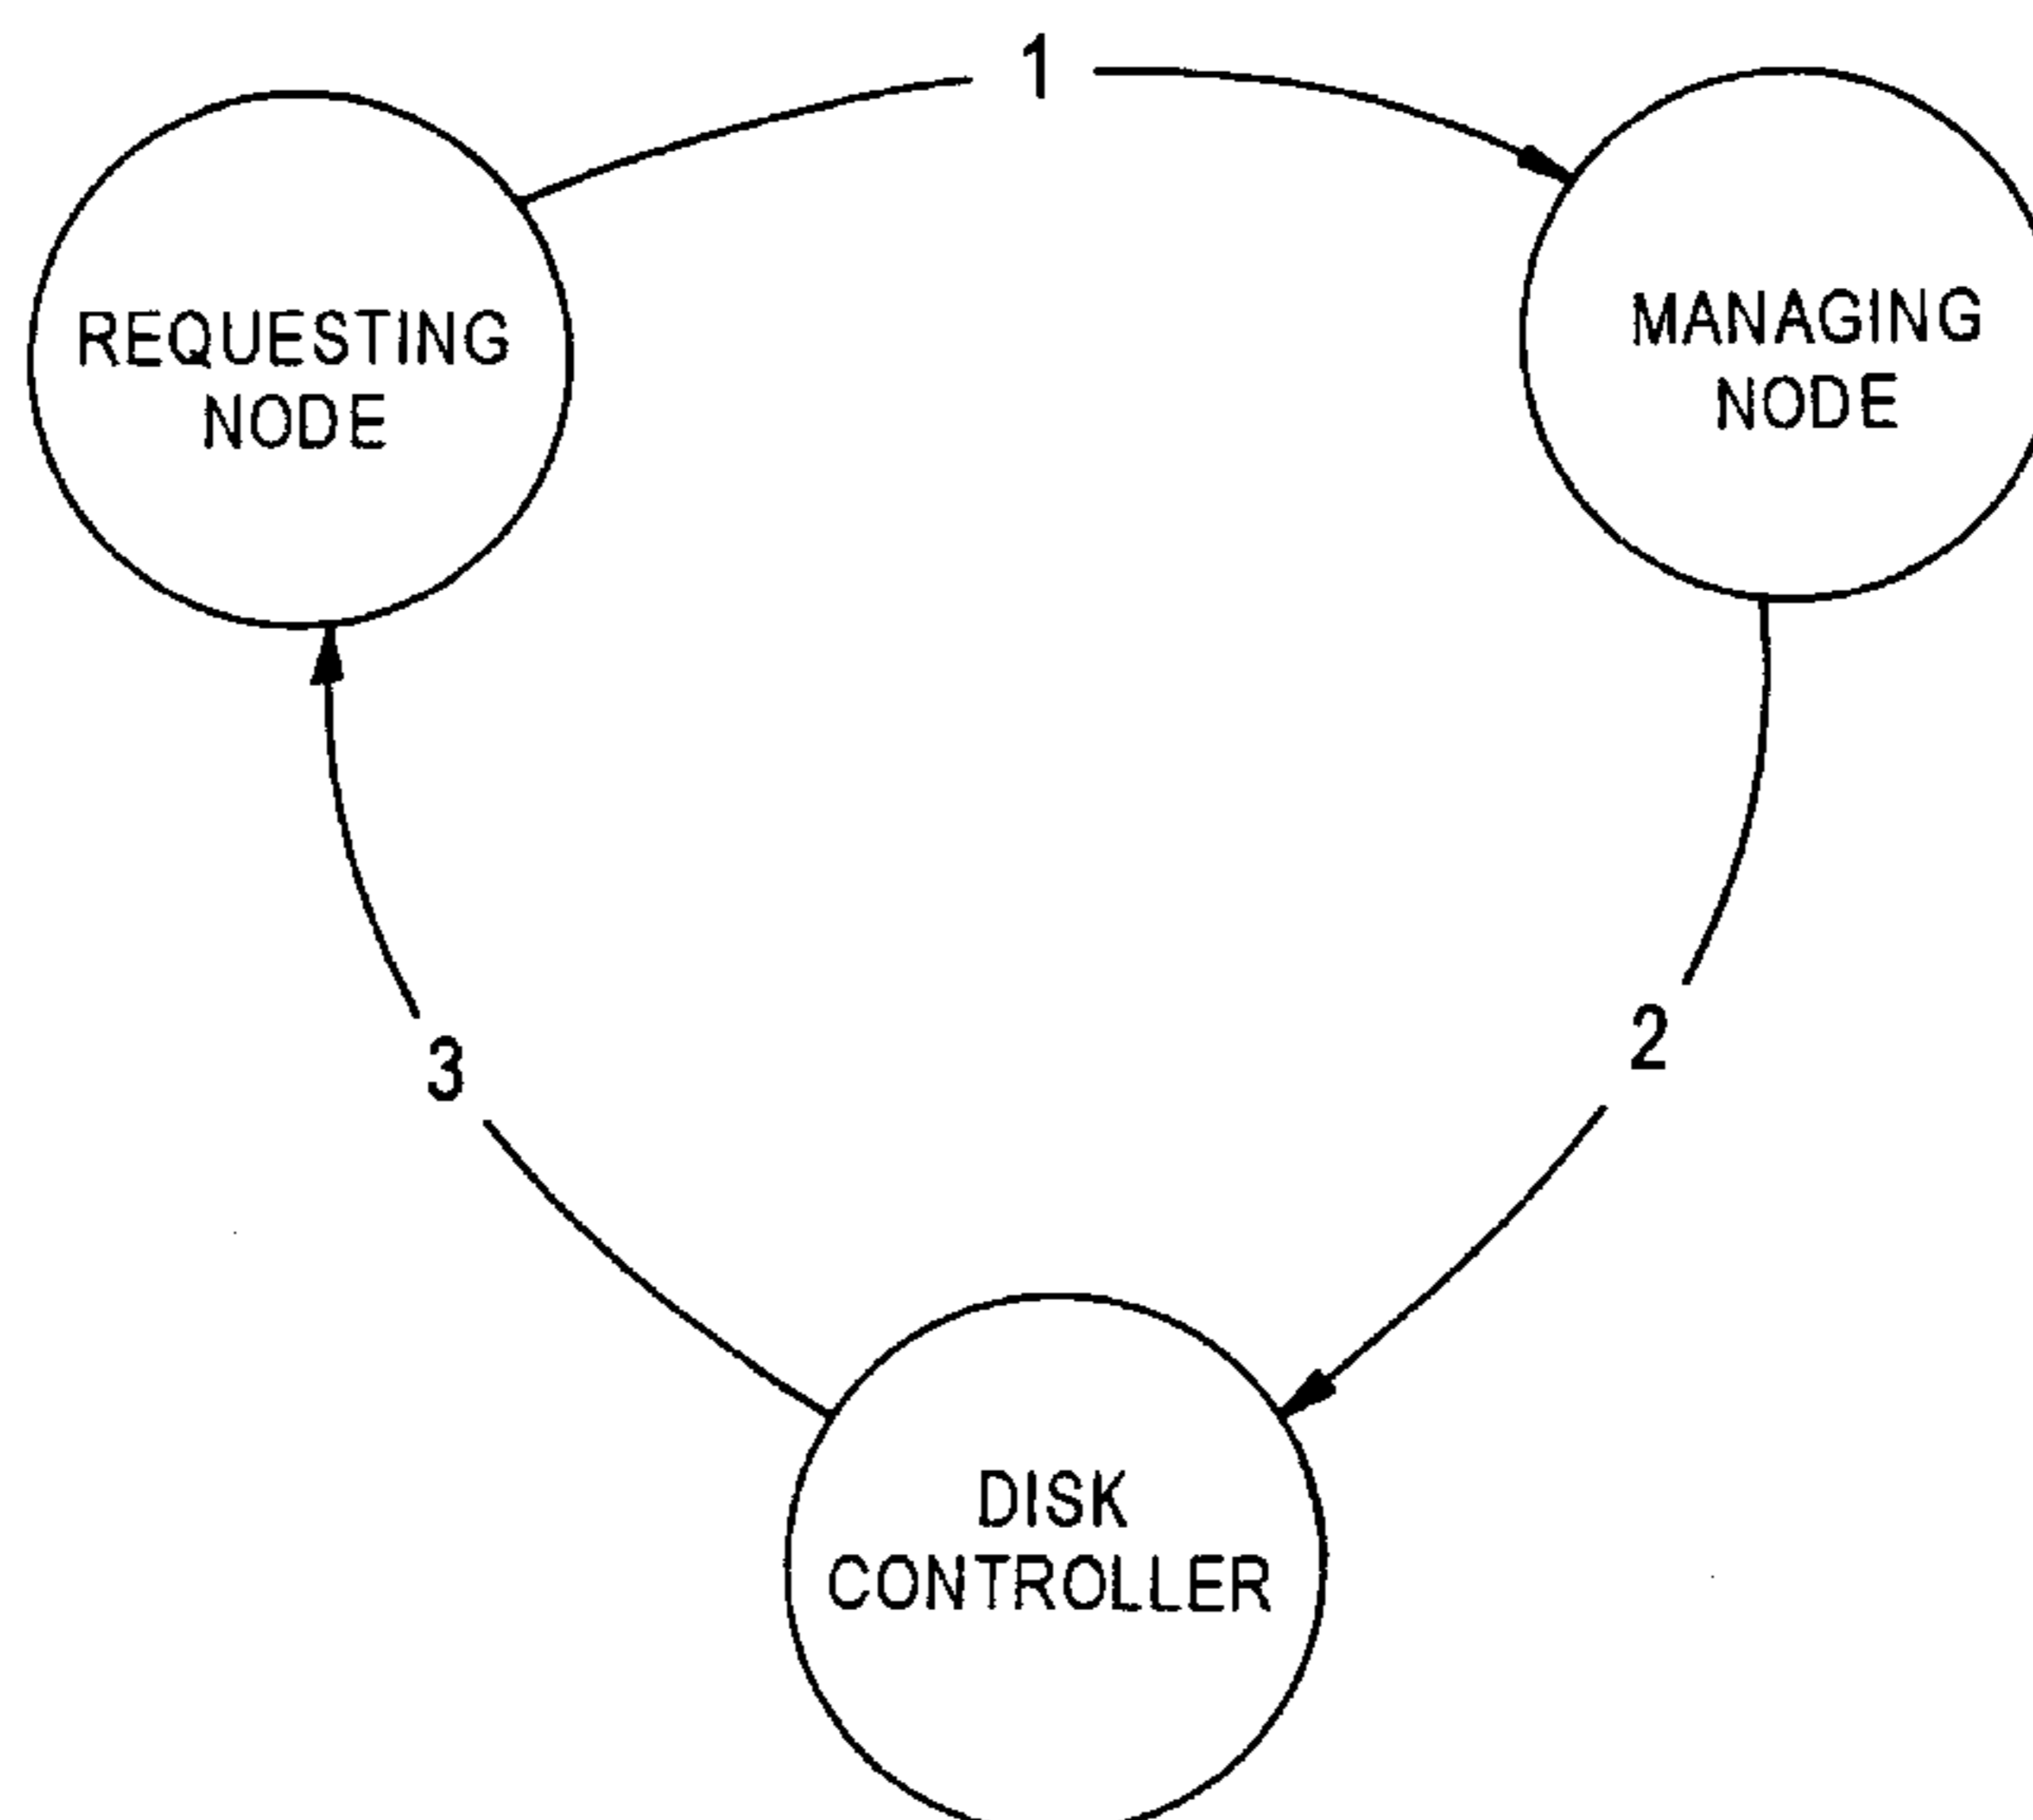 1
REQUESTING
NODE
MANAGING
NODE
2
3
DISK
CONTROLLER